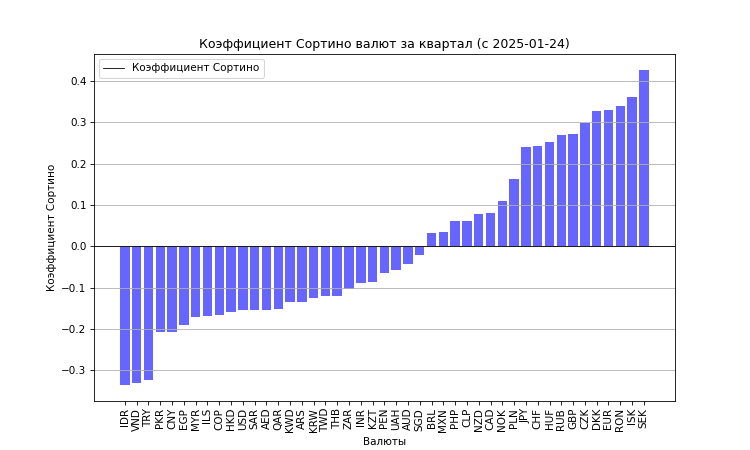 Коэффициент Сортино валют за квартал (с 2025-01-24)
Коэффициент Сортино
0.4
0.3
0.2
0.1
0.0
−0.1
−0.2
−0.3
Коэффициент Сортино
IDR VND TRY PKR CNY EGP MYR ILS COP HKD USD SAR AED QAR KWD ARS KRW TWD THB ZAR INR KZT PEN UAH AUD SGD BRL MXN PHP CLP NZD CAD NOK PLN JPY CHF HUF RUB GBP CZK DKK EUR RON ISK SEK
Валюты